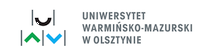 UNIWERSYTET
WARMIŃSKO-MAZURSKI
W OLSZTYNIE